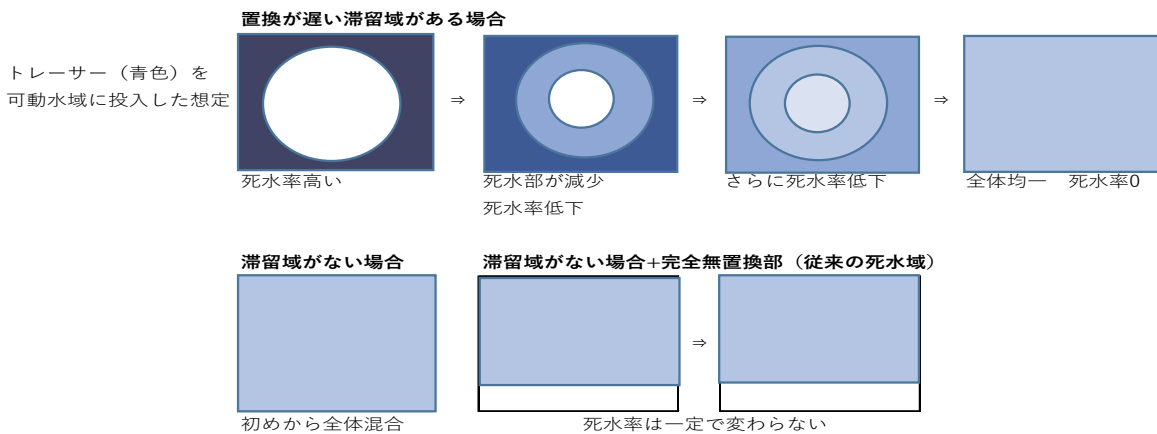 置換が遅い滞留域がある場合
トレーサー（青色）を
可動水域に投入した想定
⇒
⇒
⇒
死水率高い
死水部が減少
死水率低下
さらに死水率低下
全体均一　死水率0
滞留域がない場合
滞留域がない場合+完全無置換部（従来の死水域）
⇒
初めから全体混合
死水率は一定で変わらない